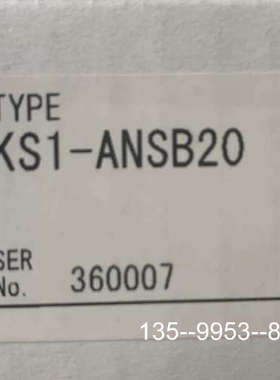 TYPE
KS1-ANSB20
SER
No. 360007
135--9953--8